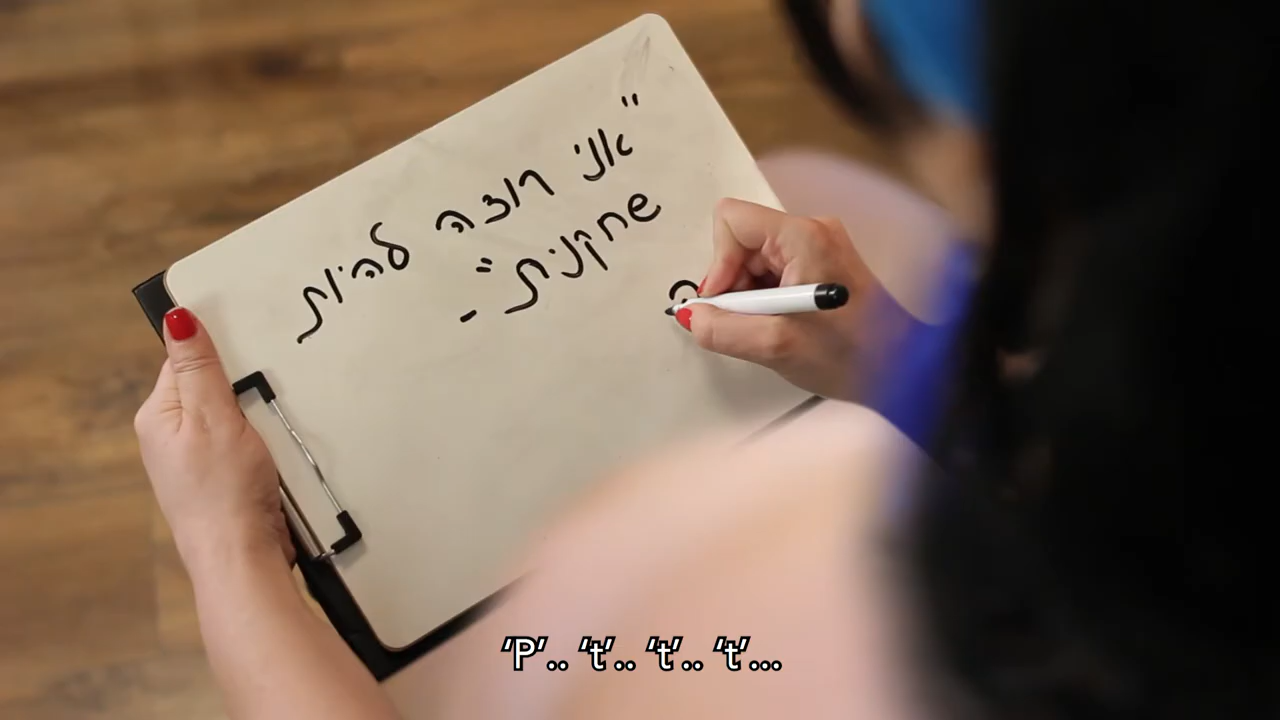 "אני רוצה להיות
שחקנית" -
‘P’.. ‘t’.. ‘t’.. ‘t’...